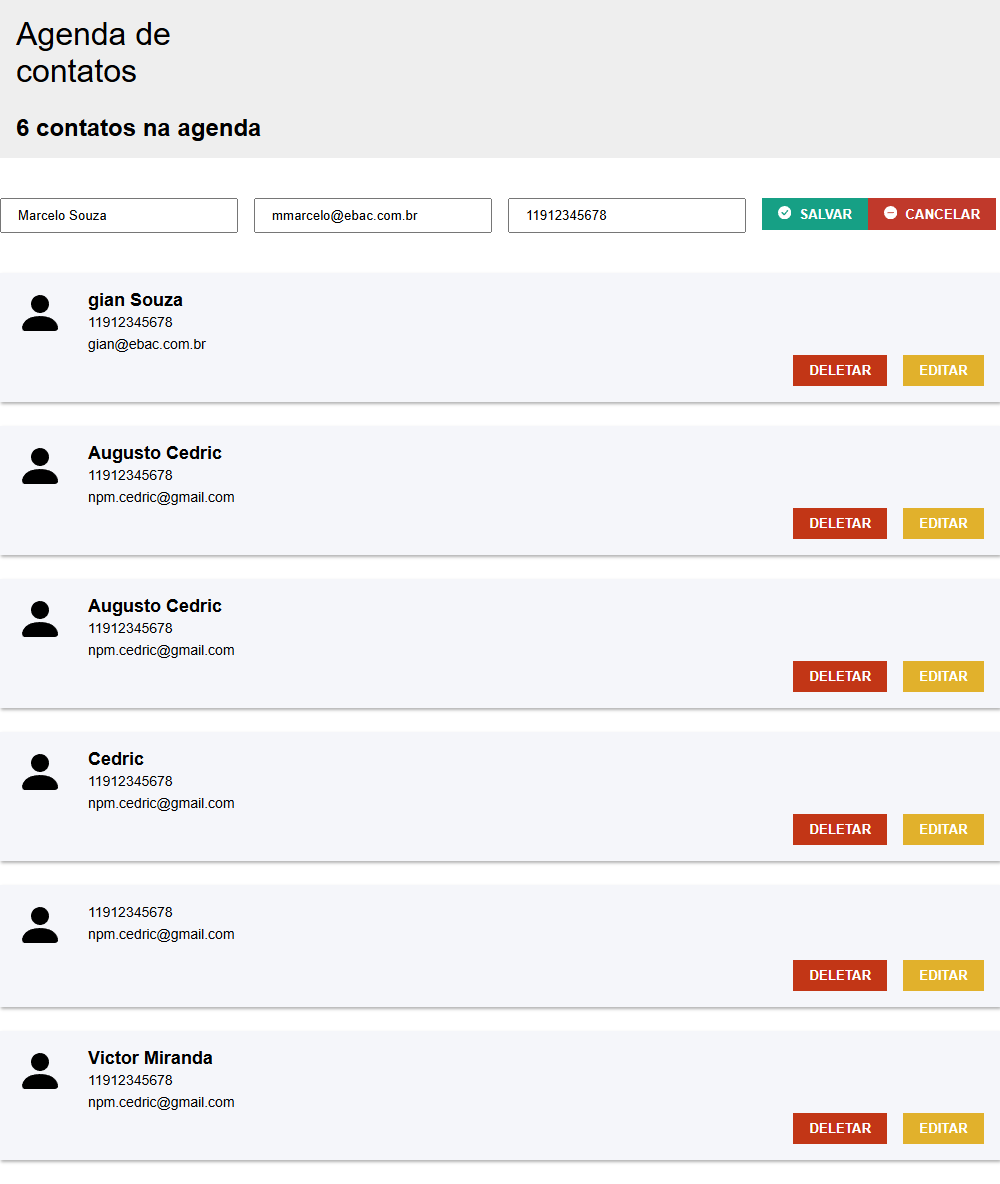 Agenda de
contatos
6 contatos na agenda
Marcelo Souza mmarcelo@ebac.com.br 11912345678 SALVAR CANCELAR
gian Souza
11912345678
gian@ebac.com.br
DELETAR EDITAR
Augusto Cedric
11912345678
npm.cedric@gmail.com
DELETAR EDITAR
Augusto Cedric
11912345678
npm.cedric@gmail.com
DELETAR EDITAR
Cedric
11912345678
npm.cedric@gmail.com
DELETAR EDITAR
11912345678
npm.cedric@gmail.com
DELETAR EDITAR
Victor Miranda
11912345678
npm.cedric@gmail.com
DELETAR EDITAR